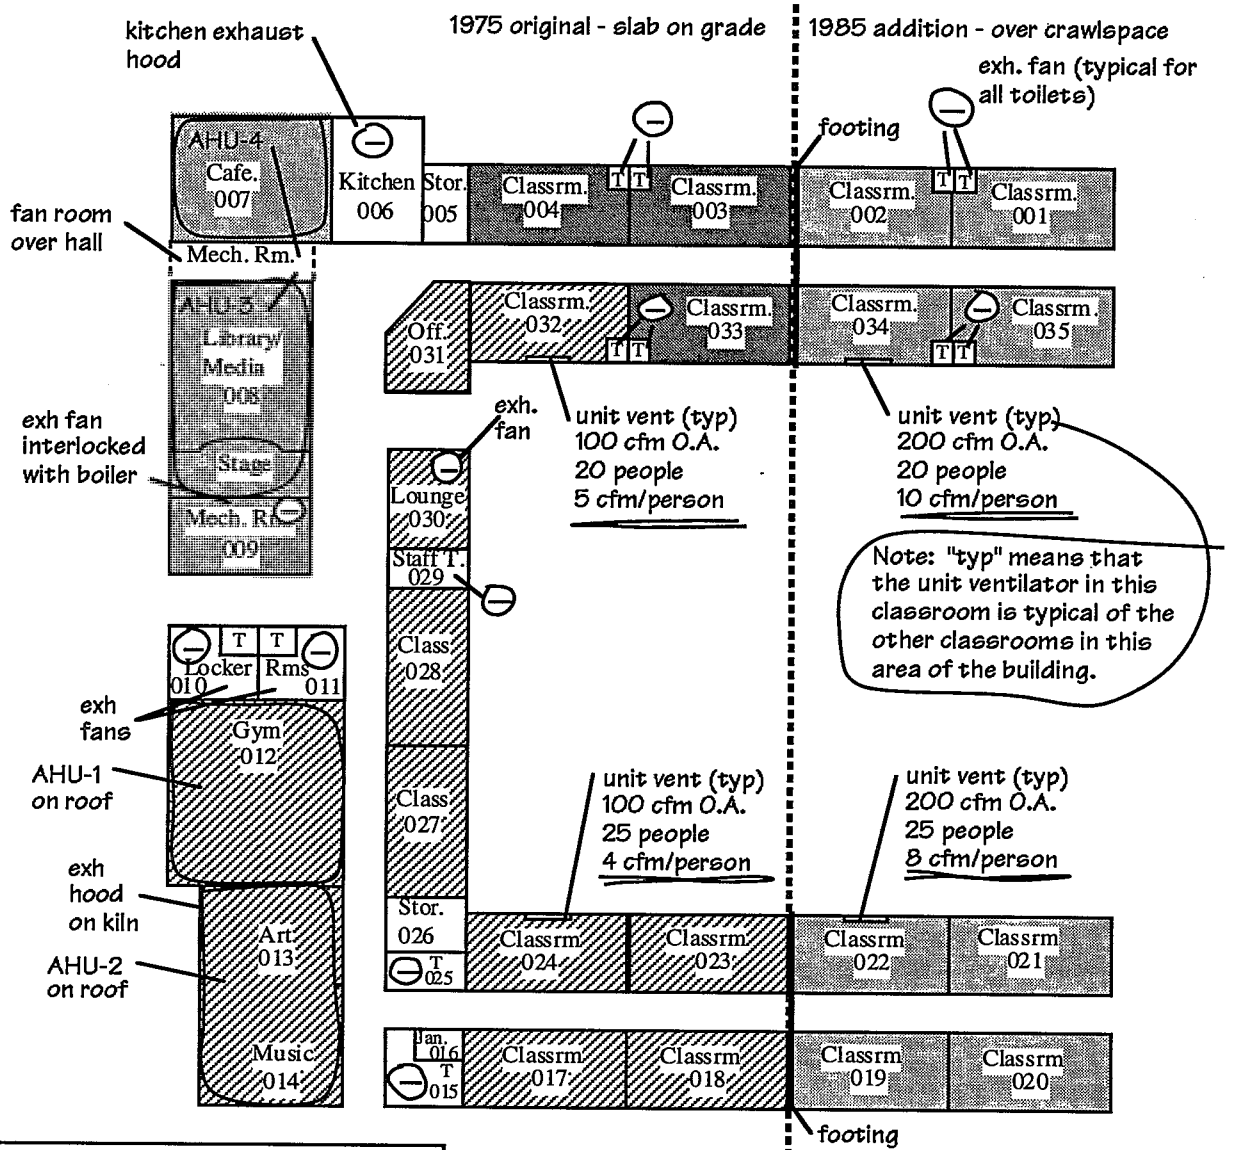 1975 original - slab on grade
1985 addition - over crawlspace
kitchen exhaust
hood
exh. fan (typical for
all toilets)
footing
AHU-4
Cafe.
007
Kitchen
006
Stor.
005
Classrm.
004
T
T
Classrm.
003
Classrm.
002
T
T
Classrm.
001
fan room
over hall
Mech. Rm.
AHU-3
Library/
Media
008
Stage
exh fan
interlocked
with boiler
Mech. Rm
009
Off.
031
Classrm.
032
T
T
Classrm.
033
Classrm.
034
T
T
Classrm.
035
exh.
fan
unit vent (typ)
100 cfm O.A.
20 people
5 cfm/person
unit vent (typ)
200 cfm O.A.
20 people
10 cfm/person
Lounge
030
Staff T.
029
Class
028
Class
027
Note: "typ" means that
the unit ventilator in this
classroom is typical of the
other classrooms in this
area of the building.
T
T
Locker
Rms
010
011
exh
fans
Gym
012
AHU-1
on roof
unit vent (typ)
100 cfm O.A.
25 people
4 cfm/person
unit vent (typ)
200 cfm O.A.
25 people
8 cfm/person
exh
hood
on kiln
Art
013
AHU-2
on roof
Music
014
Stor.
026
T
025
Classrm
024
Classrm
023
Classrm
022
Classrm
021
Jan.
016
T
015
Classrm
017
Classrm
018
Classrm
019
Classrm
020
footing